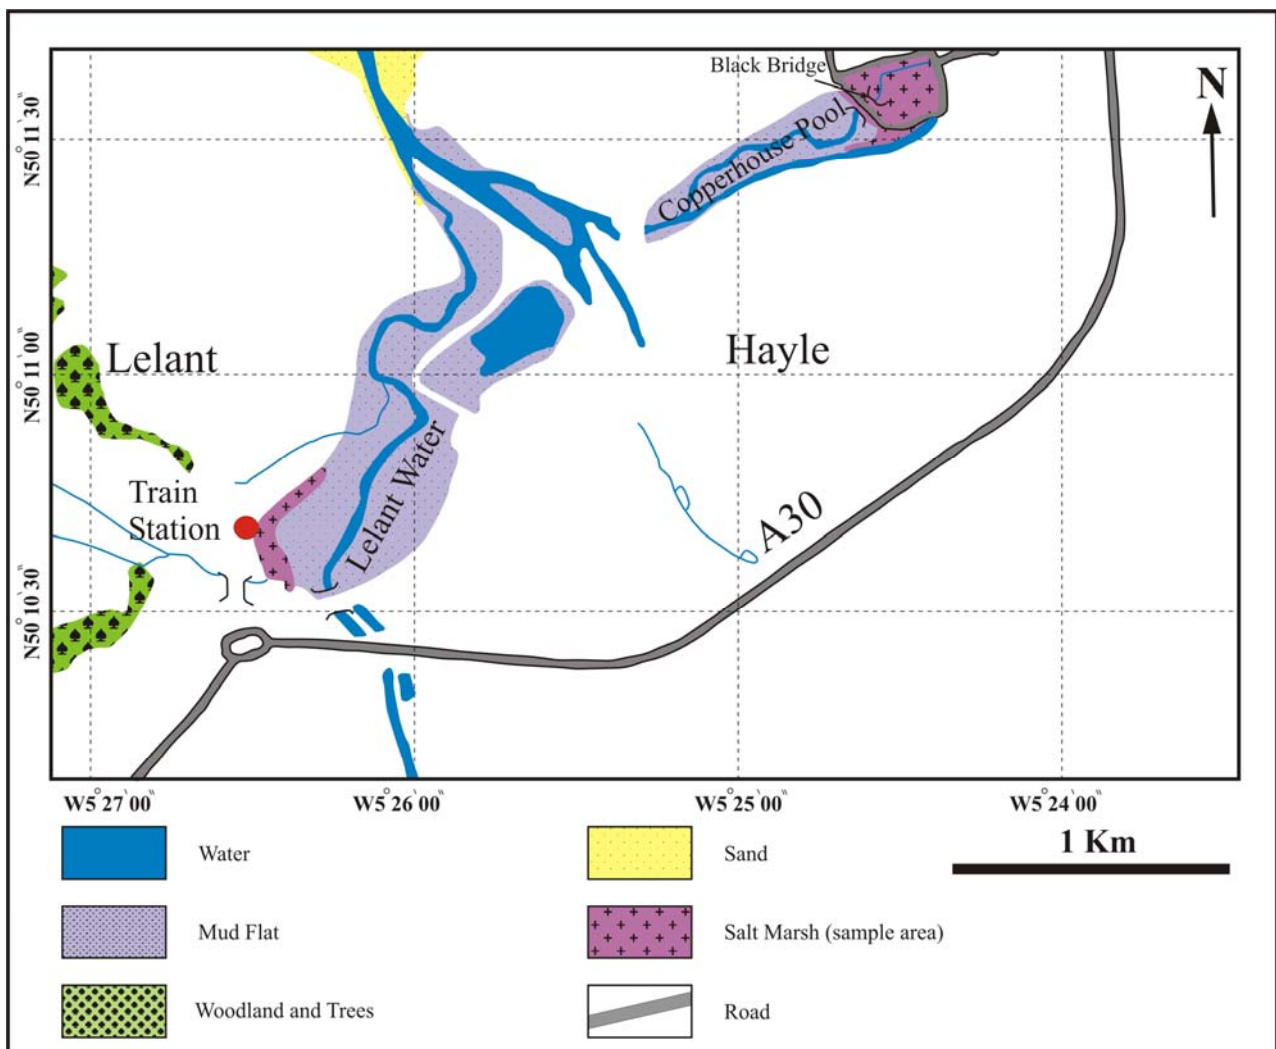 Black Bridge
N
N50° 11' 30"
Copperhouse Pool
Lelant
Hayle
N50° 11' 00"
Train
Station
Lelant Water
A30
N50° 10' 30"
W5° 27' 00" W5° 26' 00" W5° 25' 00" W5° 24' 00"
Water
Sand
1 Km
Mud Flat
Salt Marsh (sample area)
Woodland and Trees
Road